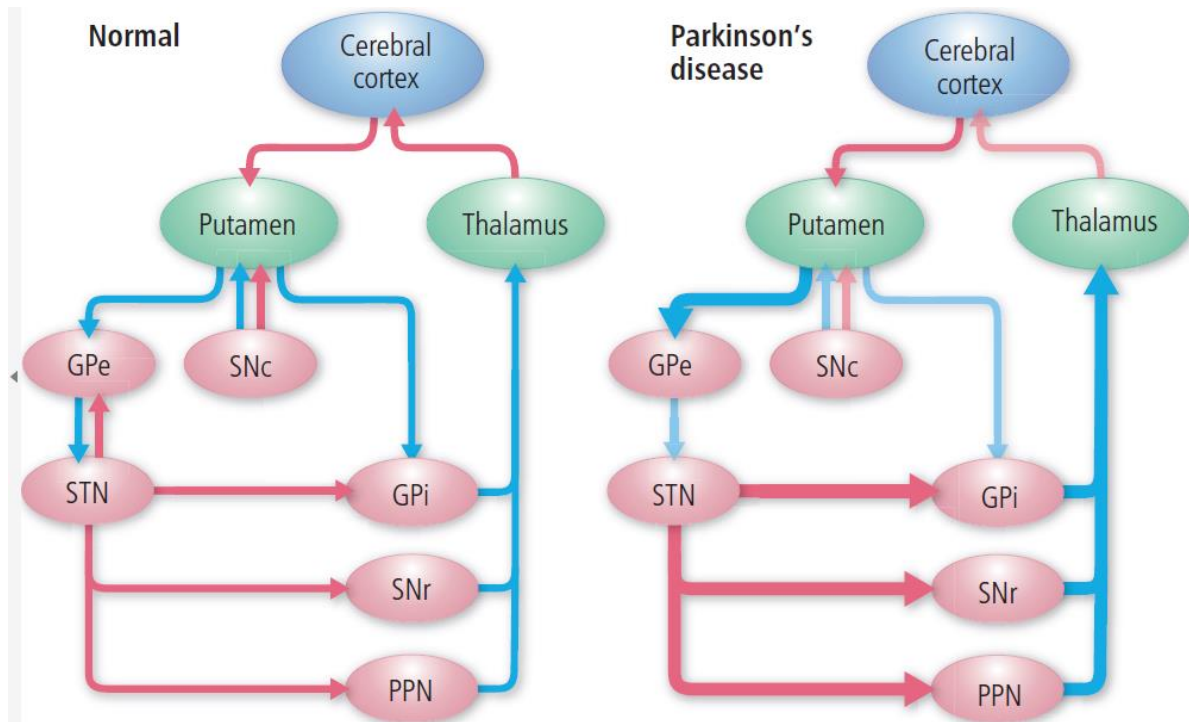 Normal
Cerebral
cortex
Putamen
Thalamus
GPe
SNc
STN
GPi
SNr
PPN
Parkinson's
disease
Cerebral
cortex
Putamen
Thalamus
GPe
SNc
STN
GPi
SNr
PPN